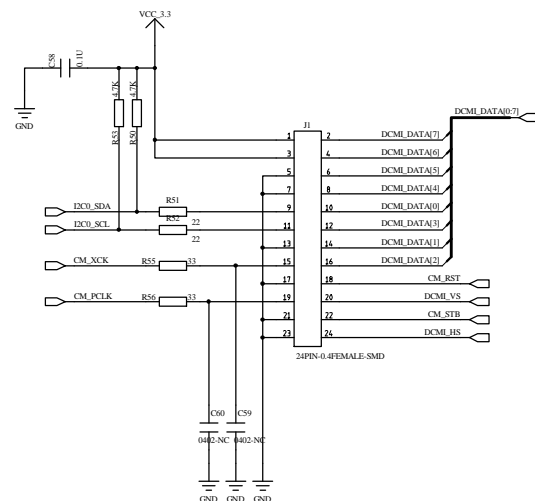 VCC_3.3
C58
0.1U
4.7K
4.7K
R53
R50
GND
J1
DCMI_DATA[0:7]
1 2 DCMI_DATA[7]
3 4 DCMI_DATA[6]
5 6 DCMI_DATA[5]
7 8 DCMI_DATA[4]
I2C0_SDA R51 9 10 DCMI_DATA[0]
I2C0_SCL R52 22 11 12 DCMI_DATA[3]
22
13 14 DCMI_DATA[1]
CM_XCK R55 33 15 16 DCMI_DATA[2]
17 18 CM_RST
CM_PCLK R56 33 19 20 DCMI_VS
21 22 CM_STB
23 24 DCMI_HS
24PIN-0.4FEMALE-SMD
C60 C59
0402-NC 0402-NC
GND GND GND